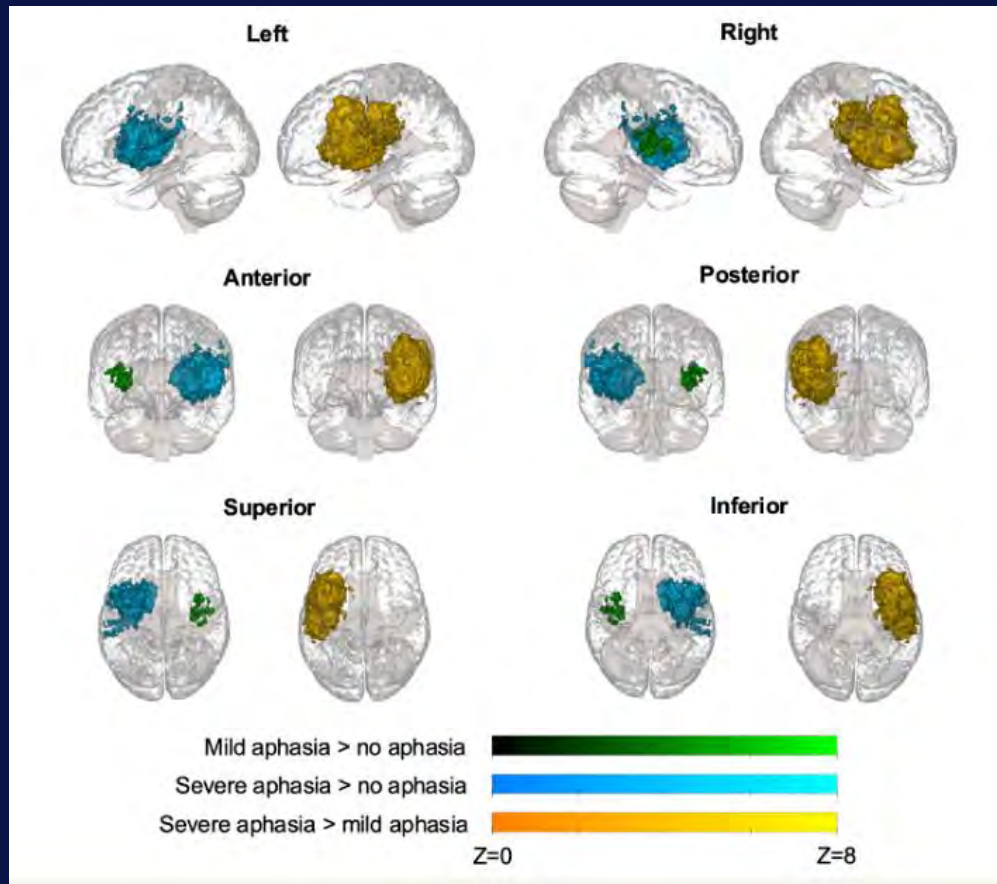 Left
Right
Anterior
Posterior
Superior
Inferior
Mild aphasia > no aphasia
Severe aphasia > no aphasia
Severe aphasia > mild aphasia
Z=0
Z=8